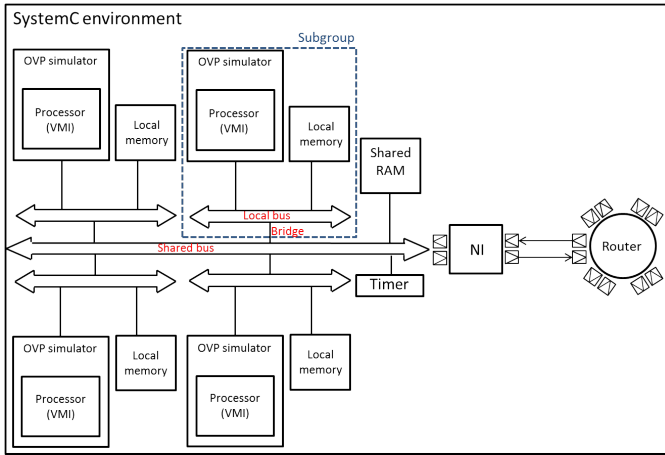 SystemC environment
Subgroup
OVP simulator
Processor
(VMI)
Local
memory
OVP simulator
Processor
(VMI)
Local
memory
Shared
RAM
Local bus
Bridge
Shared bus
NI
Router
Timer
OVP simulator
Processor
(VMI)
Local
memory
OVP simulator
Processor
(VMI)
Local
memory